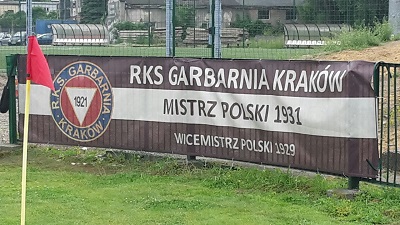 RKS GARBARNIA KRAKÓW
MISTRZ POLSKI 1931
WICEMISTRZ POLSKI 1929
R.K.S. GARBARNIA
1921
KRAKÓW